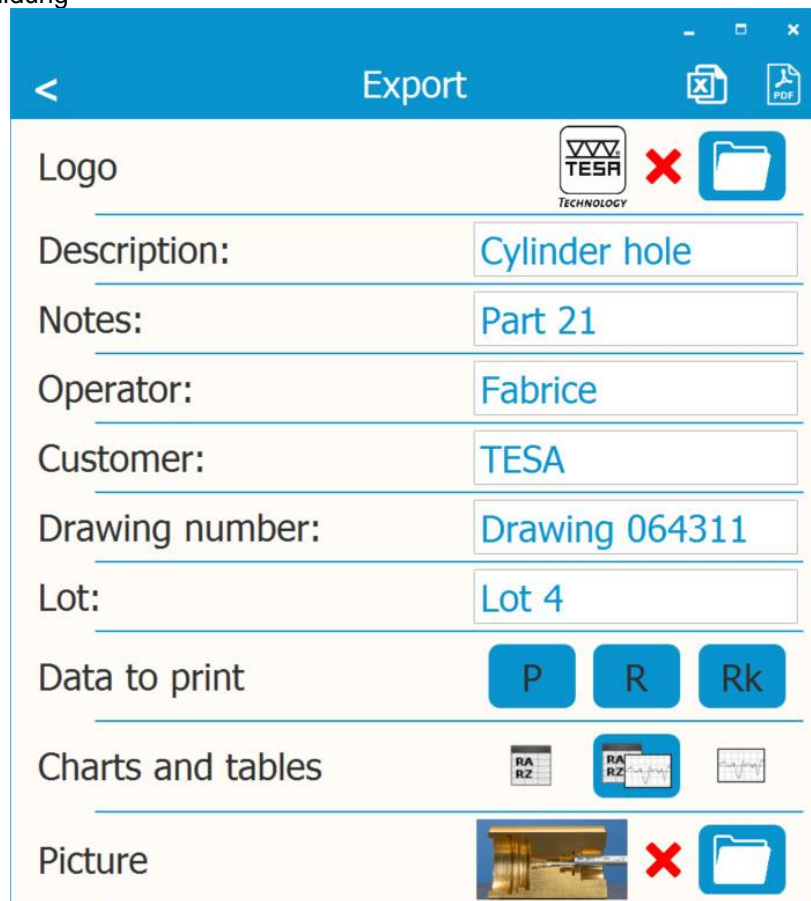 <
Export
PDF
Logo
TESA
TECHNOLOGY
Description:
Cylinder hole
Notes:
Part 21
Operator:
Fabrice
Customer:
TESA
Drawing number:
Drawing 064311
Lot:
Lot 4
Data to print
P
R
Rk
Charts and tables
RA
RZ
RA
RZ
Picture